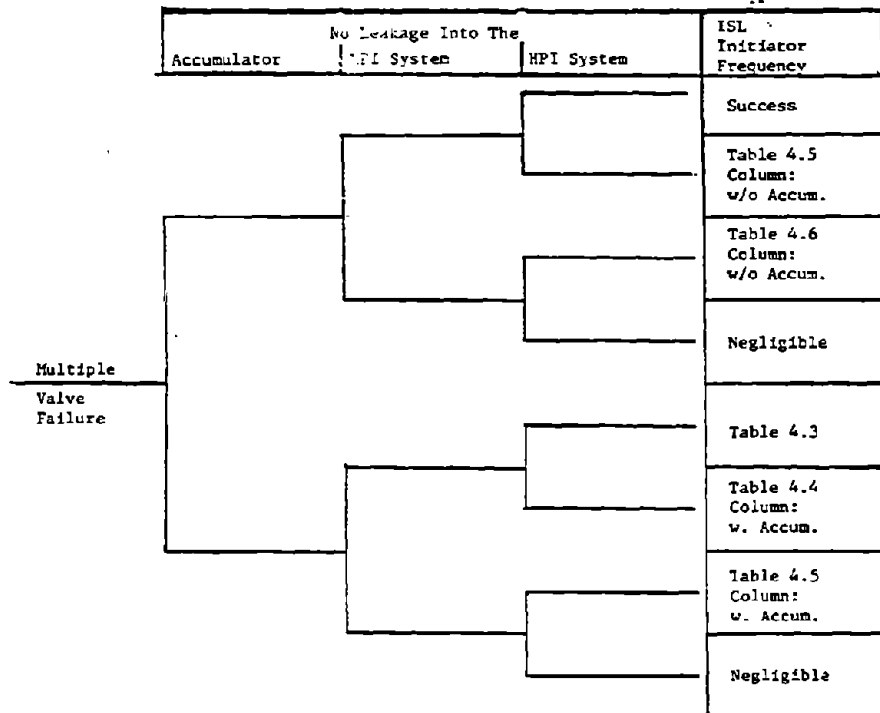 No Leakage Into The
Accumulator
System
HPI System
ISL
Initiator
Frequency
Success
Table 4.5
Column:
w/o Accum.
Table 4.6
Column:
w/o Accum.
Negligible
Multiple
Valve
Failure
Table 4.3
Table 4.4
Column:
w. Accum.
Table 4.5
Column:
w. Accum.
Negligible